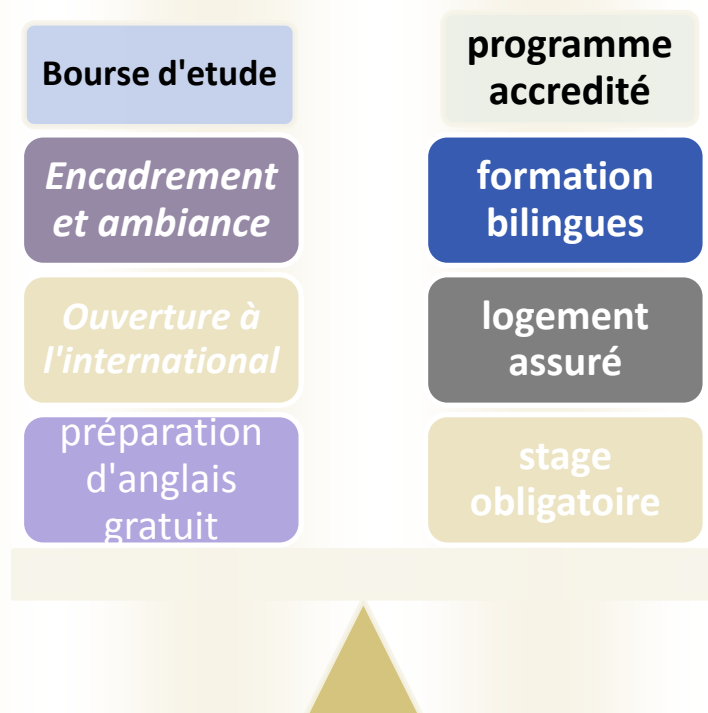 Bourse d'etude
Encadrement
et ambiance
Ouverture à
l'international
préparation
d'anglais
gratuit
programme
accredité
formation
bilingues
logement
assuré
stage
obligatoire